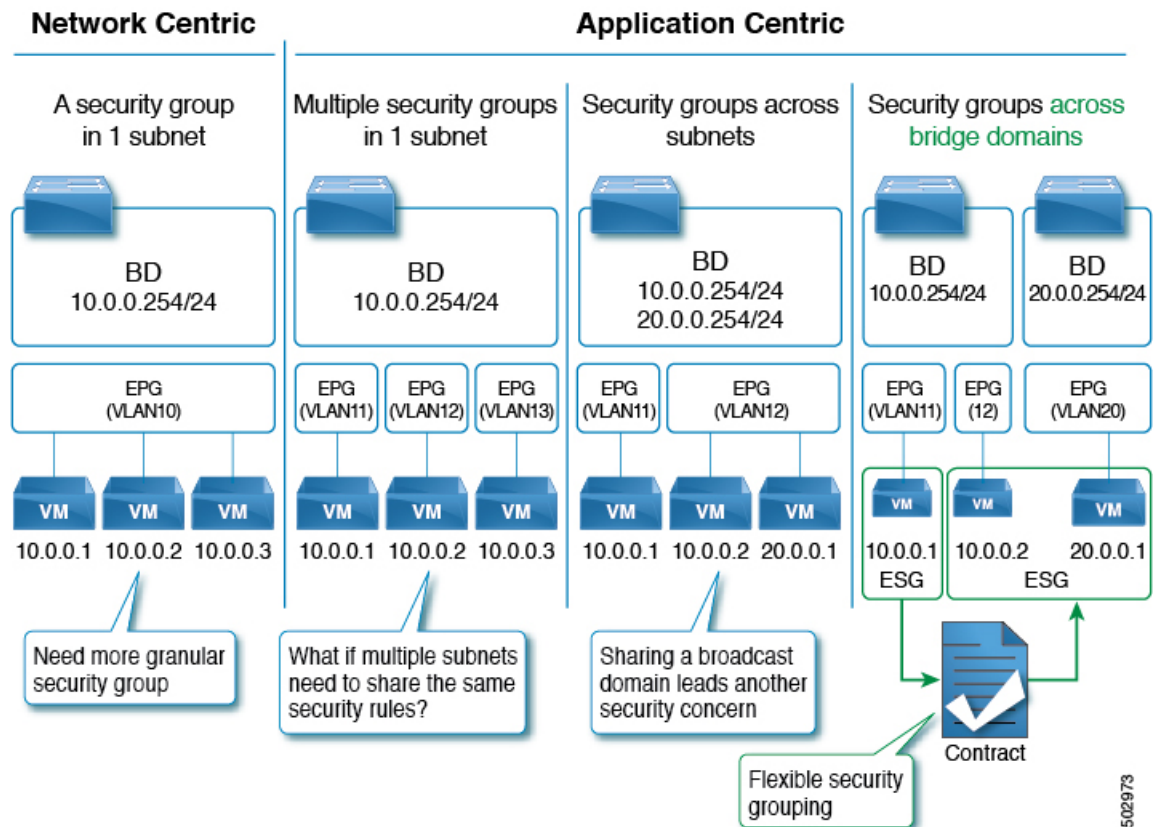 Network Centric
Application Centric
A security group
in 1 subnet
BD
10.0.0.254/24
EPG
(VLAN10)
VM
VM
VM
10.0.0.1
10.0.0.2
10.0.0.3
Need more granular
security group
Multiple security groups
in 1 subnet
BD
10.0.0.254/24
EPG
(VLAN11)
EPG
(VLAN12)
EPG
(VLAN13)
VM
VM
VM
10.0.0.1
10.0.0.2
10.0.0.3
What if multiple subnets
need to share the same
security rules?
Security groups across
subnets
BD
10.0.0.254/24
20.0.0.254/24
EPG
(VLAN11)
EPG
(VLAN12)
VM
VM
VM
10.0.0.1
10.0.0.2
20.0.0.1
Sharing a broadcast
domain leads another
security concern
Security groups across
bridge domains
BD
10.0.0.254/24
BD
20.0.0.254/24
EPG
(VLAN11)
EPG
(12)
EPG
(VLAN20)
VM
VM
VM
10.0.0.1
10.0.0.2
20.0.0.1
ESG
ESG
Contract
Flexible security
grouping
502973